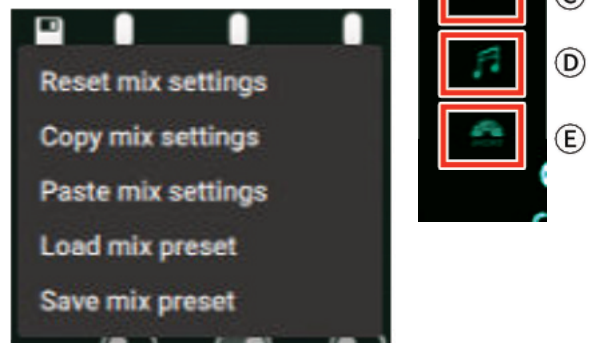 Reset mix settings
Copy mix settings
Paste mix settings
Load mix preset
Save mix preset
Ⓓ
Ⓔ